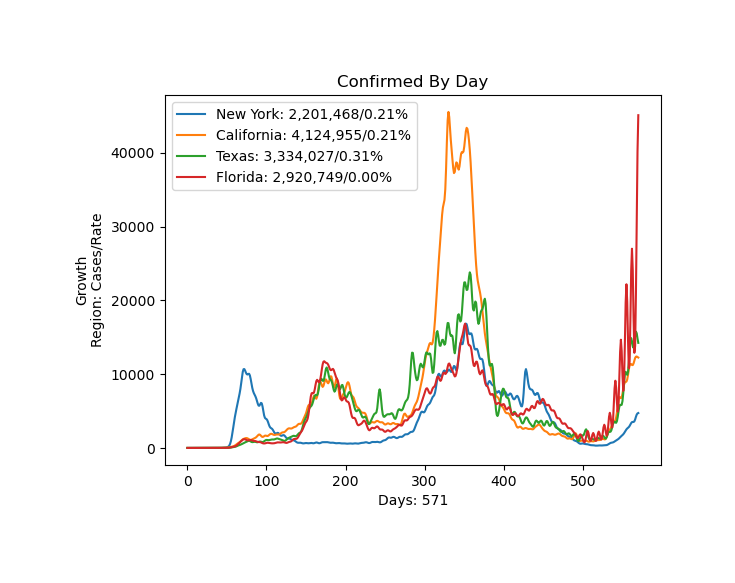 Confirmed By Day
New York: 2,201,468/0.21%
California: 4,124,955/0.21%
Texas: 3,334,027/0.31%
Florida: 2,920,749/0.00%
Growth
Region: Cases/Rate
40000
30000
20000
10000
0
0 100 200 300 400 500
Days: 571